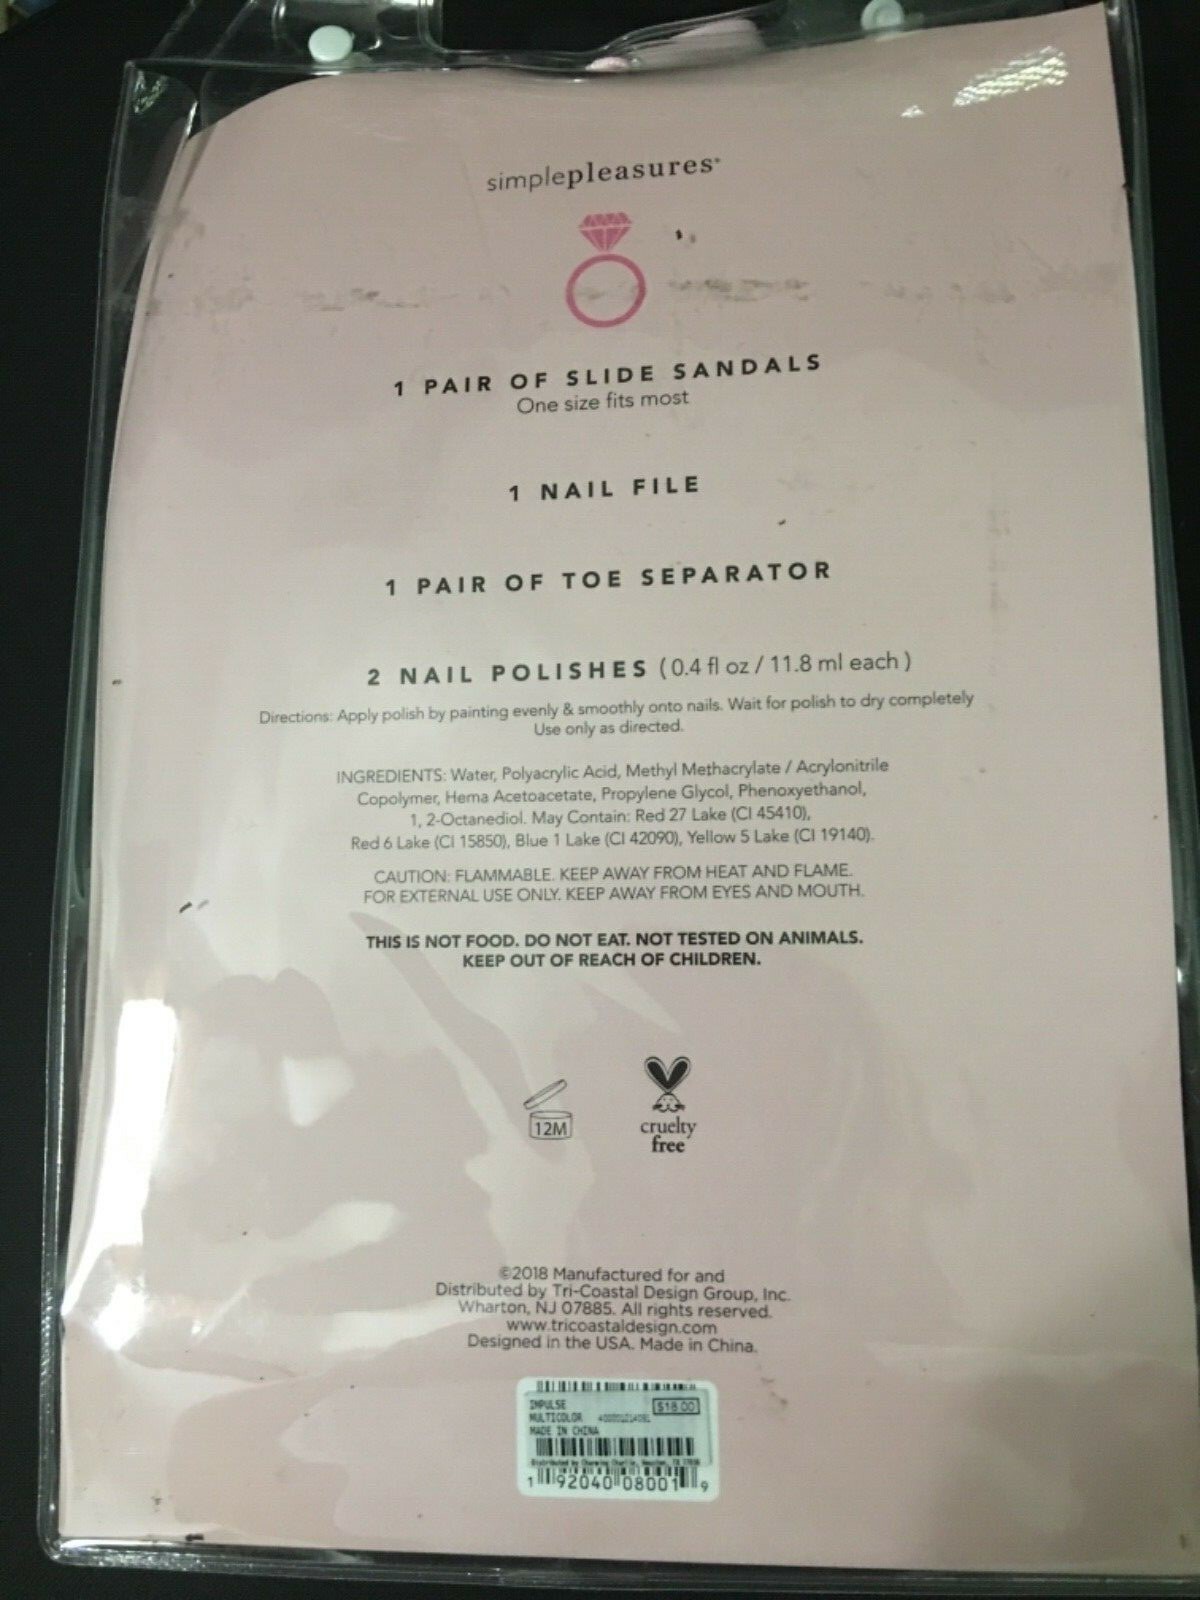 simplepleasures®
1 PAIR OF SLIDE SANDALS
One size fits most
1 NAIL FILE
1 PAIR OF TOE SEPARATOR
2 NAIL POLISHES (0.4 fl oz / 11.8 ml each)
Directions: Apply polish by painting evenly & smoothly onto nails. Wait for polish to dry completely
Use only as directed.
INGREDIENTS: Water, Polyacrylic Acid, Methyl Methacrylate / Acrylonitrile
Copolymer, Hema Acetoacetate, Propylene Glycol, Phenoxyethanol,
1, 2-Octanediol. May Contain: Red 27 Lake (CI 45410),
Red 6 Lake (CI 15850), Blue 1 Lake (CI 42090), Yellow 5 Lake (CI 19140).
CAUTION: FLAMMABLE. KEEP AWAY FROM HEAT AND FLAME.
FOR EXTERNAL USE ONLY. KEEP AWAY FROM EYES AND MOUTH.
THIS IS NOT FOOD. DO NOT EAT. NOT TESTED ON ANIMALS.
KEEP OUT OF REACH OF CHILDREN.
12M
cruelty
free
©2018 Manufactured for and
Distributed by Tri-Coastal Design Group, Inc.
Wharton, NJ 07885. All rights reserved.
www.tricoastaldesign.com
Designed in the USA. Made in China.
IMPULSE $18.00
MULTICOLOR
MADE IN CHINA
Distributed by Charming Charlie, Houston, TX
1 92040 08001 9